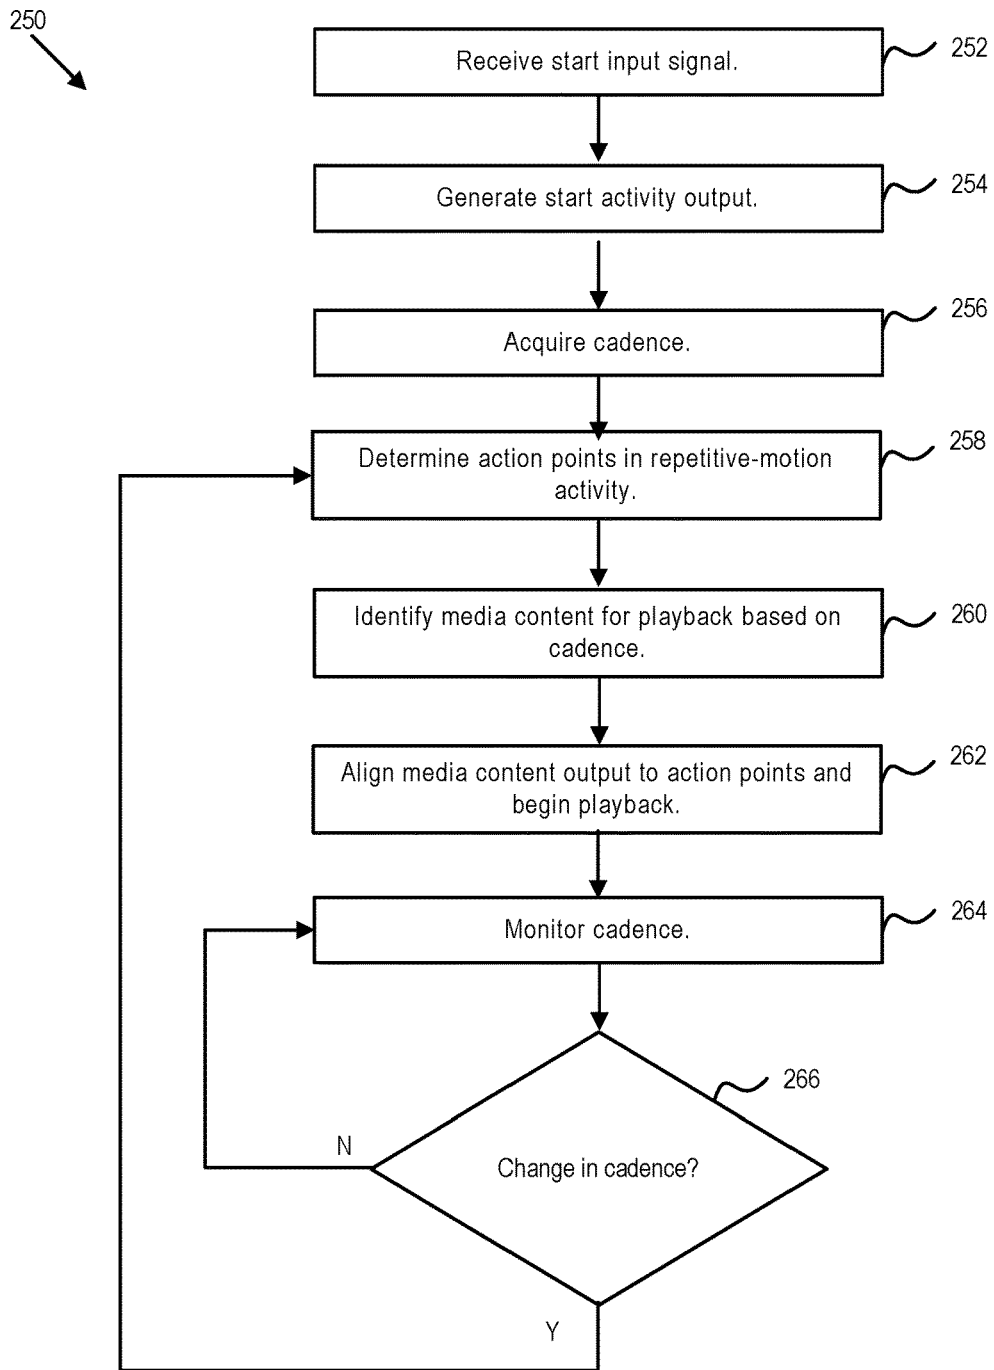 250
Receive start input signal.
252
Generate start activity output.
254
Acquire cadence.
256
Determine action points in repetitive-motion
activity.
258
Identify media content for playback based on
cadence.
260
Align media content output to action points and
begin playback.
262
Monitor cadence.
264
266
Change in cadence?
N
Y